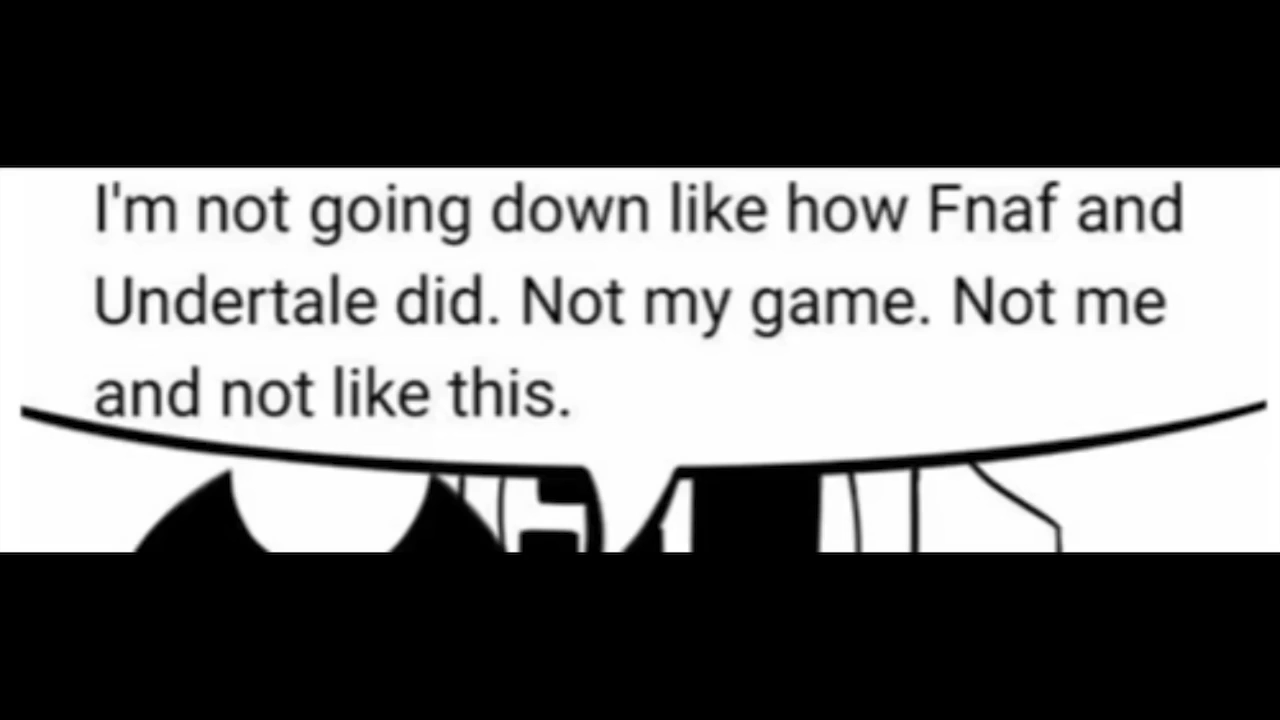 I'm not going down like how Fnaf and
Undertale did. Not my game. Not me
and not like this.